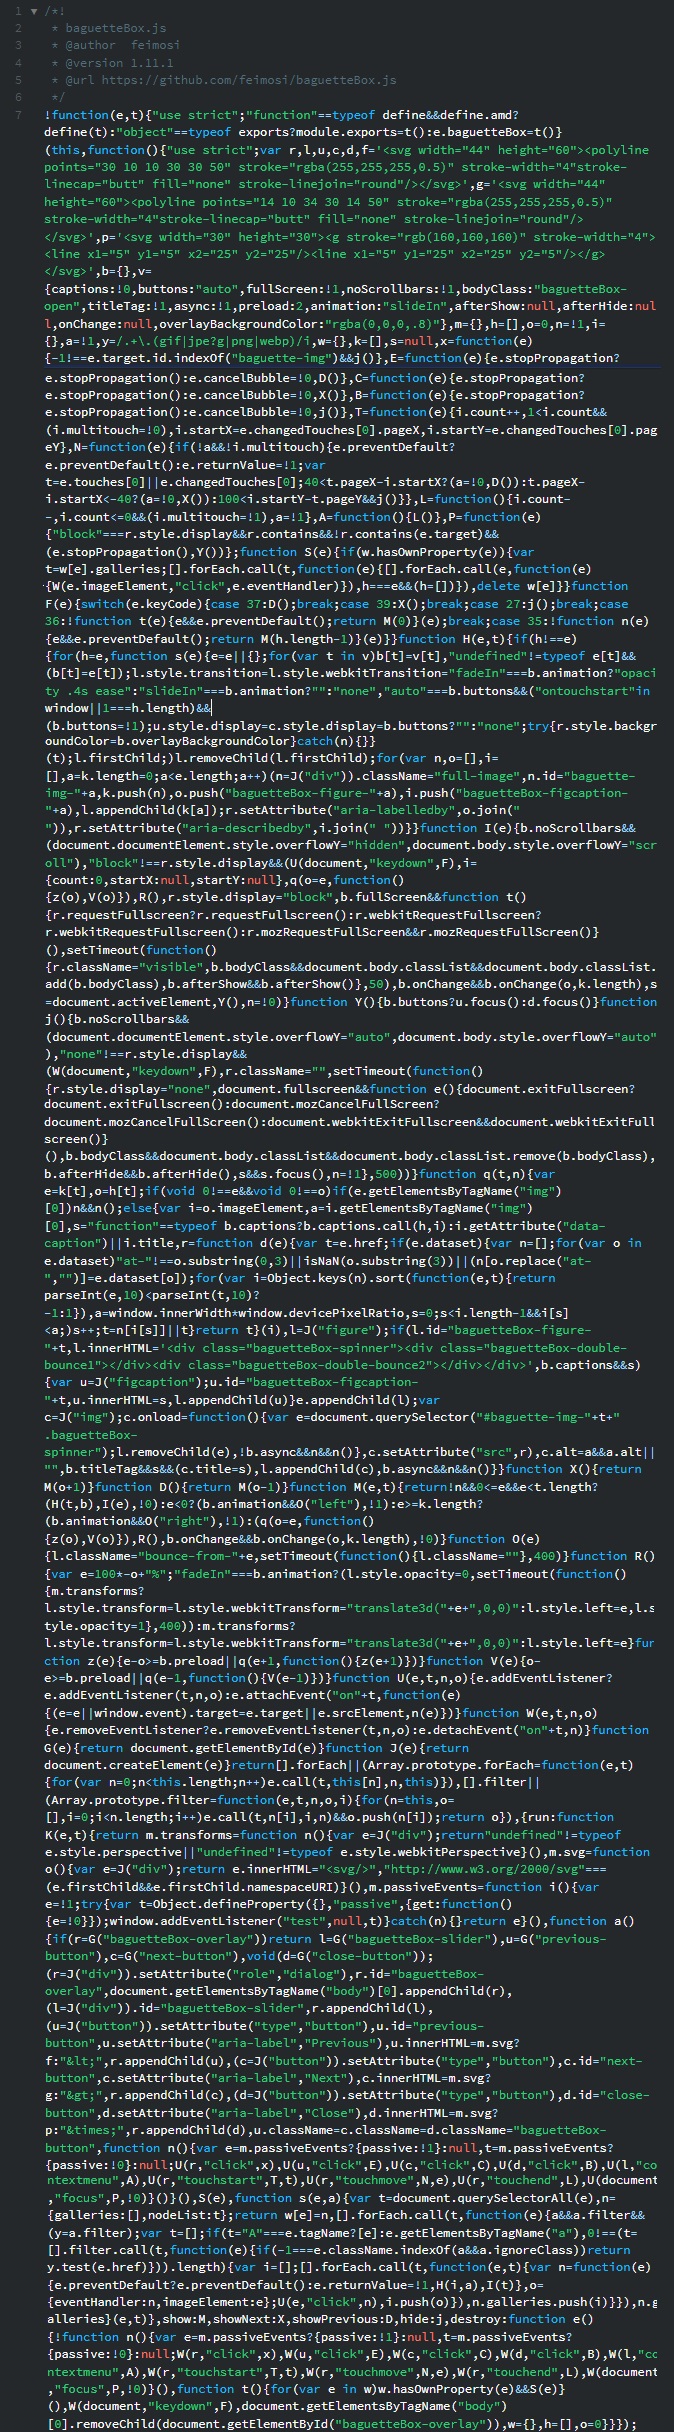 1 ▼ /*!
2 * baguetteBox.js
3 * @author  feimosi
4 * @version 1.11.1
5 * @url https://github.com/feimosi/baguetteBox.js
6 */
7 !function(e,t){"use strict";"function"==typeof define&&define.amd?
define(t):"object"==typeof exports?module.exports=t():e.baguetteBox=t()}
(this,function(){"use strict";var r,l,u,c,d,f='<svg width="44" height="60"><polyline
points="30 10 10 30 30 50" stroke="rgba(255,255,255,0.5)" stroke-width="4"stroke-
linecap="butt" fill="none" stroke-linejoin="round"/></svg>',g='<svg width="44"
height="60"><polyline points="14 10 34 30 14 50" stroke="rgba(255,255,255,0.5)"
stroke-width="4"stroke-linecap="butt" fill="none" stroke-linejoin="round"/>
</svg>',p='<svg width="30" height="30"><g stroke="rgb(160,160,160)" stroke-width="4">
<line x1="5" y1="5" x2="25" y2="25"/><line x1="5" y1="25" x2="25" y2="5"/></g>
</svg>',b={},v=
{captions:!0,buttons:"auto",fullScreen:!1,noScrollbars:!1,bodyClass:"baguetteBox-
open",titleTag:!1,async:!1,preload:2,animation:"slideIn",afterShow:null,afterHide:nul
l,onChange:null,overlayBackgroundColor:"rgba(0,0,0,.8)"},m={},h=[],o=0,n=!1,i=
{},a=!1,y=/.+\.(gif|jpe?g|png|webp)/i,w={},k=[],s=null,x=function(e)
{-1!==e.target.id.indexOf("baguette-img")&&j()},E=function(e){e.stopPropagation?
e.stopPropagation():e.cancelBubble=!0,D()},C=function(e){e.stopPropagation?
e.stopPropagation():e.cancelBubble=!0,X()},B=function(e){e.stopPropagation?
e.stopPropagation():e.cancelBubble=!0,j()},T=function(e){i.count++,1<i.count&&
(i.multitouch=!0),i.startX=e.changedTouches[0].pageX,i.startY=e.changedTouches[0].pag
eY},N=function(e){if(!a&&!i.multitouch){e.preventDefault?
e.preventDefault():e.returnValue=!1;var
t=e.touches[0]||e.changedTouches[0];40<t.pageX-i.startX?(a=!0,D()):t.pageX-
i.startX<-40?(a=!0,X()):100<i.startY-t.pageY&&j()}},L=function(){i.count-
-,i.count<=0&&(i.multitouch=!1),a=!1},A=function(){L()},P=function(e)
{"block"===r.style.display&&r.contains&&!r.contains(e.target)&&
(e.stopPropagation(),Y())};function S(e){if(w.hasOwnProperty(e)){var
t=w[e].galleries;[].forEach.call(t,function(e){[].forEach.call(e,function(e)
{W(e.imageElement,"click",e.eventHandler)}),h===e&&(h=[])}),delete w[e]}}function
F(e){switch(e.keyCode){case 37:D();break;case 39:X();break;case 27:j();break;case
36:!function t(e){e&&e.preventDefault();return M(0)}(e);break;case 35:!function n(e)
{e&&e.preventDefault();return M(h.length-1)}(e)}}function H(e,t){if(h!==e)
{for(h=e,function s(e){e=e||{};for(var t in v)b[t]=v[t],"undefined"!=typeof e[t]&&
(b[t]=e[t]);l.style.transition=l.style.webkitTransition="fadeIn"===b.animation?"opaci
ty .4s ease":"slideIn"===b.animation?"":"none","auto"===b.buttons&&("ontouchstart"in
window||1===h.length)&&
(b.buttons=!1);u.style.display=c.style.display=b.buttons?"":"none";try{r.style.backgr
oundColor=b.overlayBackgroundColor}catch(n){}}
(t);l.firstChild;)l.removeChild(l.firstChild);for(var n,o=[],i=
[],a=k.length=0;a<e.length;a++)(n=J("div")).className="full-image",n.id="baguette-
img-"+a,k.push(n),o.push("baguetteBox-figure-"+a),i.push("baguetteBox-figcaption-
"+a),l.appendChild(k[a]);r.setAttribute("aria-labelledby",o.join("
")),r.setAttribute("aria-describedby",i.join(" "))}}function I(e){b.noScrollbars&&
(document.documentElement.style.overflowY="hidden",document.body.style.overflowY="scr
oll"),"block"!==r.style.display&&(U(document,"keydown",F),i=
{count:0,startX:null,startY:null},q(o=e,function()
{z(o),V(o)}),R(),r.style.display="block",b.fullScreen&&function t()
{r.requestFullscreen?r.requestFullscreen():r.webkitRequestFullscreen?
r.webkitRequestFullscreen():r.mozRequestFullScreen&&r.mozRequestFullScreen()}
(),setTimeout(function()
{r.className="visible",b.bodyClass&&document.body.classList&&document.body.classList.
add(b.bodyClass),b.afterShow&&b.afterShow()},50),b.onChange&&b.onChange(o,k.length),s
=document.activeElement,Y(),n=!0)}function Y(){b.buttons?u.focus():d.focus()}function
j(){b.noScrollbars&&
(document.documentElement.style.overflowY="auto",document.body.style.overflowY="auto"
),"none"!==r.style.display&&
(W(document,"keydown",F),r.className="",setTimeout(function()
{r.style.display="none",document.fullscreen&&function e(){document.exitFullscreen?
document.exitFullscreen():document.mozCancelFullScreen?
document.mozCancelFullScreen():document.webkitExitFullscreen&&document.webkitExitFull
screen()}
(),b.bodyClass&&document.body.classList&&document.body.classList.remove(b.bodyClass),
b.afterHide&&b.afterHide(),s&&s.focus(),n=!1},500))}function q(t,n){var
e=k[t],o=h[t];if(void 0!==e&&void 0!==o)if(e.getElementsByTagName("img")
[0])n&&n();else{var i=o.imageElement,a=i.getElementsByTagName("img")
[0],s="function"==typeof b.captions?b.captions.call(h,i):i.getAttribute("data-
caption")||i.title,r=function d(e){var t=e.href;if(e.dataset){var n=[];for(var o in
e.dataset)"at-"!==o.substring(0,3)||isNaN(o.substring(3))||(n[o.replace("at-
","")]=e.dataset[o]);for(var i=Object.keys(n).sort(function(e,t){return
parseInt(e,10)<parseInt(t,10)?
-1:1}),a=window.innerWidth*window.devicePixelRatio,s=0;s<i.length-1&&i[s]
<a;)s++;t=n[i[s]]||t}return t}(i),l=J("figure");if(l.id="baguetteBox-figure-
"+t,l.innerHTML='<div class="baguetteBox-spinner"><div class="baguetteBox-double-
bounce1"></div><div class="baguetteBox-double-bounce2"></div></div>',b.captions&&s)
{var u=J("figcaption");u.id="baguetteBox-figcaption-
"+t,u.innerHTML=s,l.appendChild(u)}e.appendChild(l);var
c=J("img");c.onload=function(){var e=document.querySelector("#baguette-img-"+t+"
.baguetteBox-
spinner");l.removeChild(e),!b.async&&n&&n()},c.setAttribute("src",r),c.alt=a&&a.alt||
"",b.titleTag&&s&&(c.title=s),l.appendChild(c),b.async&&n&&n()}}function X(){return
M(o+1)}function D(){return M(o-1)}function M(e,t){return!n&&0<=e&&e<t.length?
(H(t,b),I(e),!0):e<0?(b.animation&&O("left"),!1):e>=k.length?
(b.animation&&O("right"),!1):(q(o=e,function()
{z(o),V(o)}),R(),b.onChange&&b.onChange(o,k.length),!0)}function O(e)
{l.className="bounce-from-"+e,setTimeout(function(){l.className=""},400)}function R()
{var e=100*-o+"%";"fadeIn"===b.animation?(l.style.opacity=0,setTimeout(function()
{m.transforms?
l.style.transform=l.style.webkitTransform="translate3d("+e+",0,0)":l.style.left=e,l.s
tyle.opacity=1},400)):m.transforms?
l.style.transform=l.style.webkitTransform="translate3d("+e+",0,0)":l.style.left=e}fun
ction z(e){e-o>=b.preload||q(e+1,function(){z(e+1)})}function V(e){o-
e>=b.preload||q(e-1,function(){V(e-1)})}function U(e,t,n,o){e.addEventListener?
e.addEventListener(t,n,o):e.attachEvent("on"+t,function(e)
{(e=e||window.event).target=e.target||e.srcElement,n(e)})}function W(e,t,n,o)
{e.removeEventListener?e.removeEventListener(t,n,o):e.detachEvent("on"+t,n)}function
G(e){return document.getElementById(e)}function J(e){return
document.createElement(e)}return[].forEach||(Array.prototype.forEach=function(e,t)
{for(var n=0;n<this.length;n++)e.call(t,this[n],n,this)}),[].filter||
(Array.prototype.filter=function(e,t,n,o,i){for(n=this,o=
[],i=0;i<n.length;i++)e.call(t,n[i],i,n)&&o.push(n[i]);return o}),{run:function
K(e,t){return m.transforms=function n(){var e=J("div");return"undefined"!=typeof
e.style.perspective||"undefined"!=typeof e.style.webkitPerspective}(),m.svg=function
o(){var e=J("div");return e.innerHTML="<svg/>","http://www.w3.org/2000/svg"===
(e.firstChild&&e.firstChild.namespaceURI)}(),m.passiveEvents=function i(){var
e=!1;try{var t=Object.defineProperty({},"passive",{get:function()
{e=!0}});window.addEventListener("test",null,t)}catch(n){}return e}(),function a()
{if(r=G("baguetteBox-overlay"))return l=G("baguetteBox-slider"),u=G("previous-
button"),c=G("next-button"),void(d=G("close-button"));
(r=J("div")).setAttribute("role","dialog"),r.id="baguetteBox-
overlay",document.getElementsByTagName("body")[0].appendChild(r),
(l=J("div")).id="baguetteBox-slider",r.appendChild(l),
(u=J("button")).setAttribute("type","button"),u.id="previous-
button",u.setAttribute("aria-label","Previous"),u.innerHTML=m.svg?
f:"&lt;",r.appendChild(u),(c=J("button")).setAttribute("type","button"),c.id="next-
button",c.setAttribute("aria-label","Next"),c.innerHTML=m.svg?
g:"&gt;",r.appendChild(c),(d=J("button")).setAttribute("type","button"),d.id="close-
button",d.setAttribute("aria-label","Close"),d.innerHTML=m.svg?
p:"&times;",r.appendChild(d),u.className=c.className=d.className="baguetteBox-
button",function n(){var e=m.passiveEvents?{passive:!1}:null,t=m.passiveEvents?
{passive:!0}:null;U(r,"click",x),U(u,"click",E),U(c,"click",C),U(d,"click",B),U(l,"co
ntextmenu",A),U(r,"touchstart",T,t),U(r,"touchmove",N,e),U(r,"touchend",L),U(document
,"focus",P,!0)}()}(),S(e),function s(e,a){var t=document.querySelectorAll(e),n=
{galleries:[],nodeList:t};return w[e]=n,[].forEach.call(t,function(e){a&&a.filter&&
(y=a.filter);var t=[];if(t="A"===e.tagName?[e]:e.getElementsByTagName("a"),0!==(t=
[].filter.call(t,function(e){if(-1===e.className.indexOf(a&&a.ignoreClass))return
y.test(e.href)})).length){var i=[];[].forEach.call(t,function(e,t){var n=function(e)
{e.preventDefault?e.preventDefault():e.returnValue=!1,H(i,a),I(t)},o=
{eventHandler:n,imageElement:e};U(e,"click",n),i.push(o)}),n.galleries.push(i)}}),n.g
alleries}(e,t)},show:M,showNext:X,showPrevious:D,hide:j,destroy:function e()
{!function n(){var e=m.passiveEvents?{passive:!1}:null,t=m.passiveEvents?
{passive:!0}:null;W(r,"click",x),W(u,"click",E),W(c,"click",C),W(d,"click",B),W(l,"co
ntextmenu",A),W(r,"touchstart",T,t),W(r,"touchmove",N,e),W(r,"touchend",L),W(document
,"focus",P,!0)}(),function t(){for(var e in w)w.hasOwnProperty(e)&&S(e)}
(),W(document,"keydown",F),document.getElementsByTagName("body")
[0].removeChild(document.getElementById("baguetteBox-overlay")),w={},h=[],o=0}}});